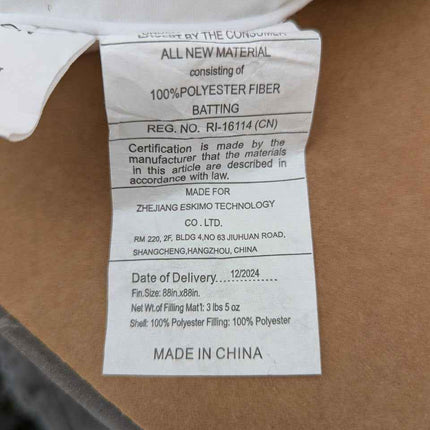 EXCEPT BY THE CONSUMER
ALL NEW MATERIAL
consisting of
100%POLYESTER FIBER
BATTING
REG. NO. RI-16114 (CN)
Certification is made by the
manufacturer that the materials
in this article are described in
accordance with law.
MADE FOR
ZHEJIANG ESKIMO TECHNOLOGY
CO . LTD.
RM 220, 2F, BLDG 4,NO 63 JIUHUAN ROAD,
SHANGCHENG,HANGZHOU, CHINA
Date of Delivery....12/2024
Fin.Size: 88in.x88in.
Net Wt.of Filling Mat'l: 3 lbs 5 oz
Shell: 100% Polyester Filling: 100% Polyester
MADE IN CHINA